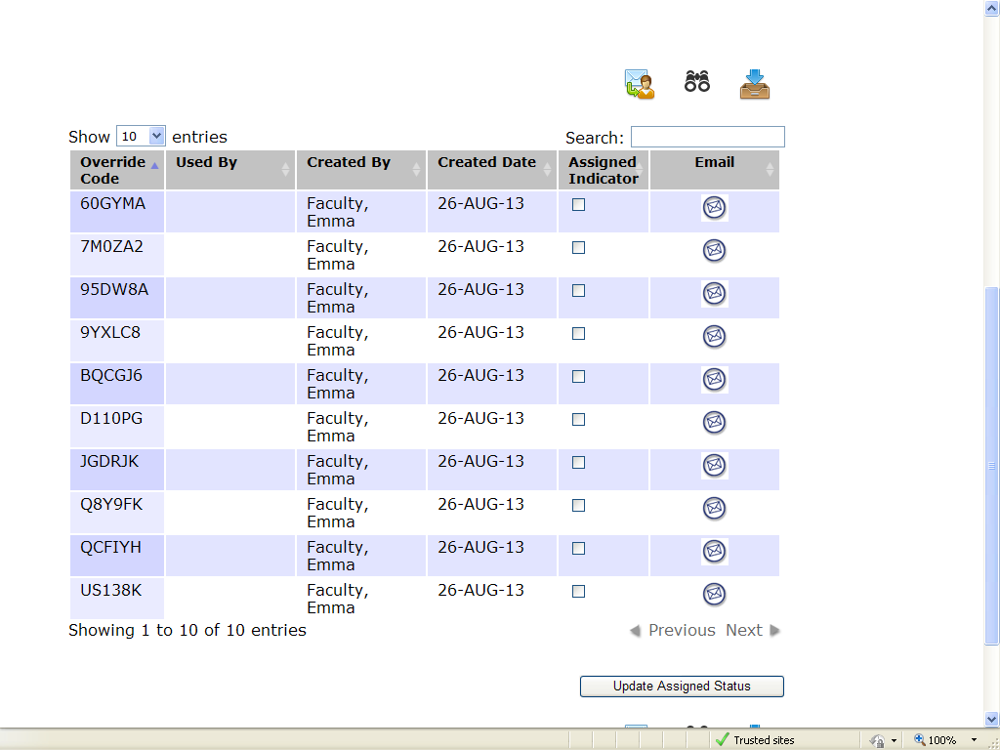 Show 10 entries Search:
Override Code Used By Created By Created Date Assigned Indicator Email
60GYMA Faculty, Emma 26-AUG-13
7M0ZA2 Faculty, Emma 26-AUG-13
95DW8A Faculty, Emma 26-AUG-13
9YXLC8 Faculty, Emma 26-AUG-13
BQCGJ6 Faculty, Emma 26-AUG-13
D110PG Faculty, Emma 26-AUG-13
JGDRJK Faculty, Emma 26-AUG-13
Q8Y9FK Faculty, Emma 26-AUG-13
QCFIYH Faculty, Emma 26-AUG-13
US138K Faculty, Emma 26-AUG-13
Showing 1 to 10 of 10 entries Previous Next
Update Assigned Status
Trusted sites 100%